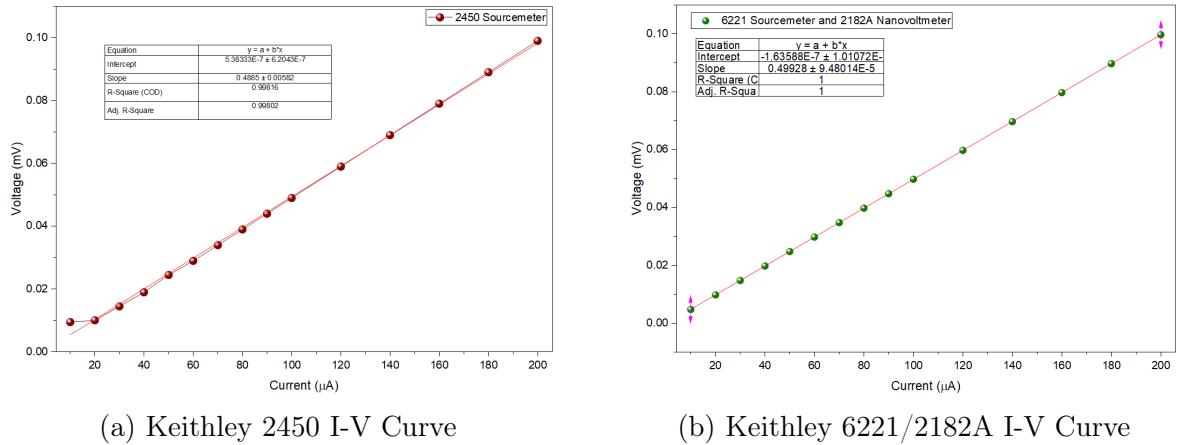 2450 Sourcemeter
Equation y = a + b*x
Intercept 5.38333E-7 ± 6.2043E-7
Slope 0.4885 ± 0.00582
R-Square (COD) 0.99816
Adj. R-Square 0.99802
0.10
0.08
0.06
0.04
0.02
0.00
Voltage (mV)
20 40 60 80 100 120 140 160 180 200
Current (μA)
(a) Keithley 2450 I-V Curve
6221 Sourcemeter and 2182A Nanovoltmeter
Equation y = a + b*x
Intercept -1.63588E-7 ± 1.01072E-
Slope 0.49928 ± 9.48014E-5
R-Square (C 1
Adj. R-Squa 1
0.10
0.08
0.06
0.04
0.02
0.00
Voltage (mV)
20 40 60 80 100 120 140 160 180 200
Current (μA)
(b) Keithley 6221/2182A I-V Curve